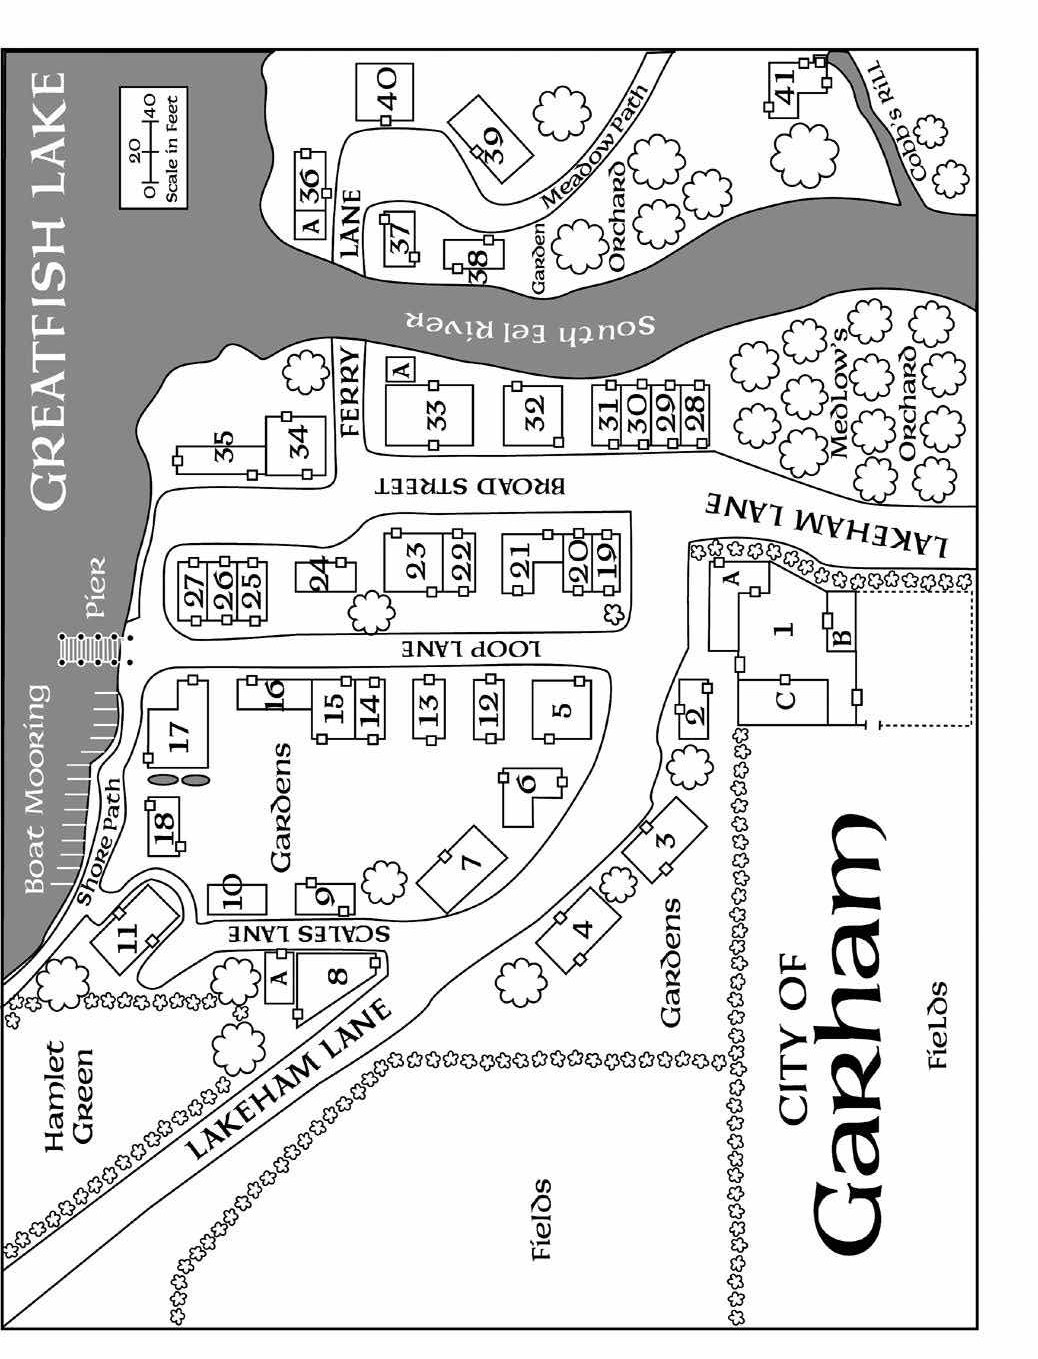 GREATFISH LAKE
0 20 40
Scale in Feet
Boat Mooring
Pier
Shore Path
Hamlet
Green
LAKEHAM LANE
SCALES LANE
LOOP LANE
BROAD STREET
FERRY
LANE
South Eel River
Meadow Path
Cobb's Rill
Garden
Orchard
Medlow's
Orchard
LAKEHAM LANE
Gardens
Gardens
Fields
Fields
CITY OF
Garham
1
A
B
C
2
3
4
5
6
7
8
A
9
10
11
12
13
14
15
16
17
18
19
20
21
22
23
24
25
26
27
28
29
30
31
32
33
A
34
35
36
A
37
38
39
40
41